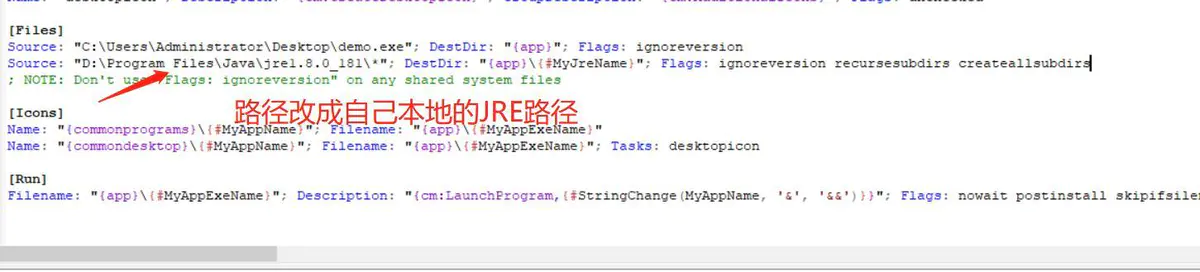 [Files]
Source: "C:\Users\Administrator\Desktop\demo.exe"; DestDir: "{app}"; Flags: ignoreversion
Source: "D:\Program Files\Java\jre1.8.0_181\*"; DestDir: "{app}\{#MyJreName}"; Flags: ignoreversion recursesubdirs createallsubdirs
; NOTE: Don't use "Flags: ignoreversion" on any shared system files
路径改成自己本地的JRE路径
[Icons]
Name: "{commonprograms}\{#MyAppName}"; Filename: "{app}\{#MyAppExeName}"
Name: "{commondesktop}\{#MyAppName}"; Filename: "{app}\{#MyAppExeName}"; Tasks: desktopicon
[Run]
Filename: "{app}\{#MyAppExeName}"; Description: "{cm:LaunchProgram,{#StringChange(MyAppName, '&', '&&')}}"; Flags: nowait postinstall skipifsilen